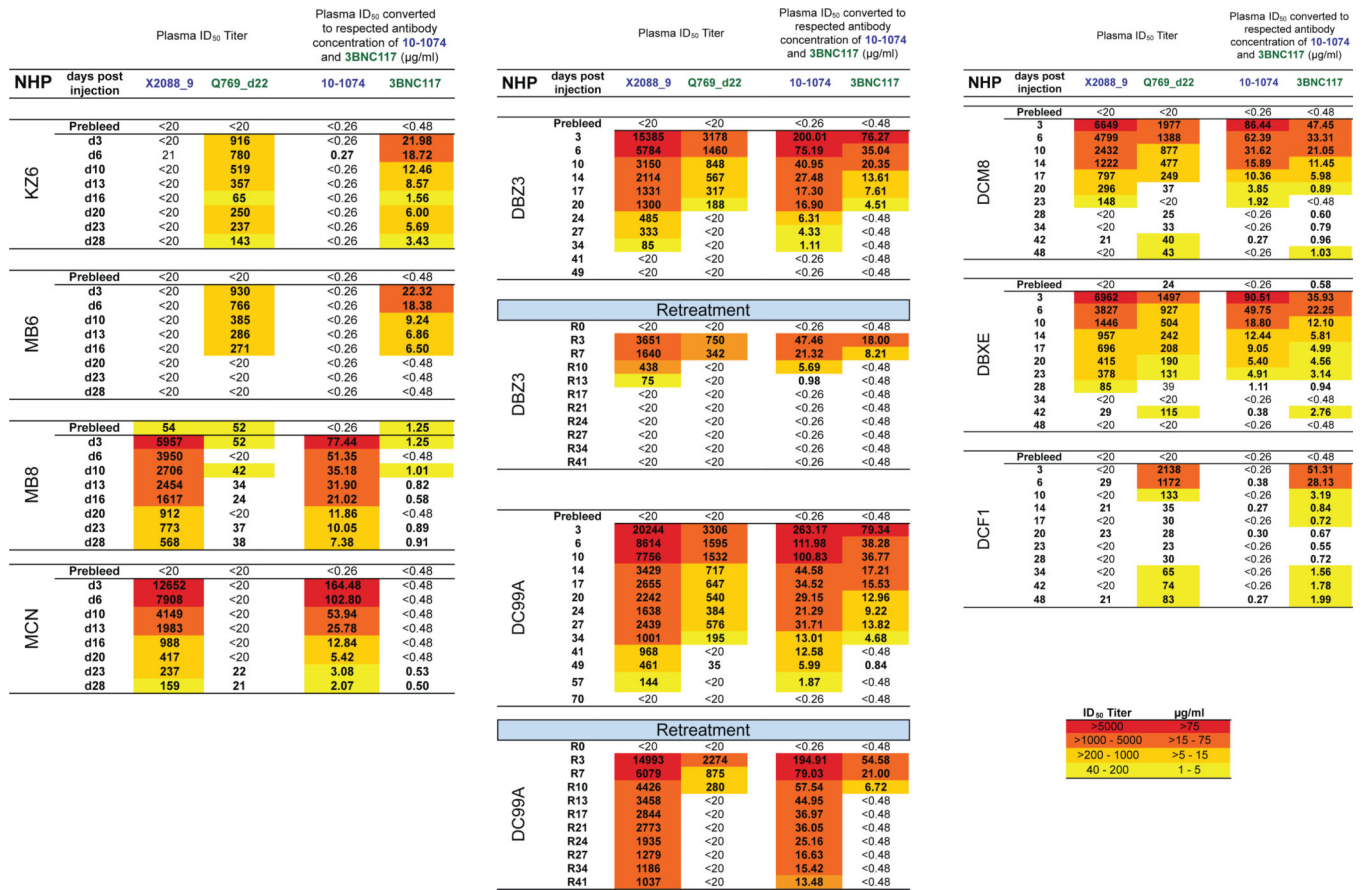 Plasma ID50 Titer
Plasma ID50 converted
to respected antibody
concentration of 10-1074
and 3BNC117 (µg/ml)
NHP days post injection X2088_9 Q769_d22 10-1074 3BNC117
KZ6
Prebleed <20 <20 <0.26 <0.48
d3 <20 916 <0.26 21.98
d6 21 780 0.27 18.72
d10 <20 519 <0.26 12.46
d13 <20 357 <0.26 8.57
d16 <20 65 <0.26 1.56
d20 <20 250 <0.26 6.00
d23 <20 237 <0.26 5.69
d28 <20 143 <0.26 3.43
MB6
Prebleed <20 <20 <0.26 <0.48
d3 <20 930 <0.26 22.32
d6 <20 766 <0.26 18.38
d10 <20 385 <0.26 9.24
d13 <20 286 <0.26 6.86
d16 <20 271 <0.26 6.50
d20 <20 <20 <0.26 <0.48
d23 <20 <20 <0.26 <0.48
d28 <20 <20 <0.26 <0.48
MB8
Prebleed 54 52 <0.26 1.25
d3 5957 52 77.44 1.25
d6 3950 <20 51.35 <0.48
d10 2706 42 35.18 1.01
d13 2454 34 31.90 0.82
d16 1617 24 21.02 0.58
d20 912 <20 11.86 <0.48
d23 773 37 10.05 0.89
d28 568 38 7.38 0.91
MCN
Prebleed <20 <20 <0.26 <0.48
d3 12652 <20 164.48 <0.48
d6 7908 <20 102.80 <0.48
d10 4149 <20 53.94 <0.48
d13 1983 <20 25.78 <0.48
d16 988 <20 12.84 <0.48
d20 417 <20 5.42 <0.48
d23 237 22 3.08 0.53
d28 159 21 2.07 0.50
Plasma ID50 Titer
Plasma ID50 converted to
respected antibody
concentration of 10-1074
and 3BNC117 (µg/ml)
NHP days post injection X2088_9 Q769_d22 10-1074 3BNC117
DBZ3
Prebleed <20 <20 <0.26 <0.48
3 15385 3178 200.01 76.27
6 5784 1460 75.19 35.04
10 3150 848 40.95 20.35
14 2114 567 27.48 13.61
17 1331 317 17.30 7.61
20 1300 188 16.90 4.51
24 485 <20 6.31 <0.48
27 333 <20 4.33 <0.48
34 85 <20 1.11 <0.48
41 <20 <20 <0.26 <0.48
49 <20 <20 <0.26 <0.48
Retreatment
DBZ3
R0 <20 <20 <0.26 <0.48
R3 3651 750 47.46 18.00
R7 1640 342 21.32 8.21
R10 438 <20 5.69 <0.48
R13 75 <20 0.98 <0.48
R17 <20 <20 <0.26 <0.48
R21 <20 <20 <0.26 <0.48
R24 <20 <20 <0.26 <0.48
R27 <20 <20 <0.26 <0.48
R34 <20 <20 <0.26 <0.48
R41 <20 <20 <0.26 <0.48
DC99A
Prebleed <20 <20 <0.26 <0.48
3 20244 3306 263.17 79.34
6 8614 1595 111.98 38.28
10 7756 1532 100.83 36.77
14 3429 717 44.58 17.21
17 2655 647 34.52 15.53
20 2242 540 29.15 12.96
24 1638 384 21.29 9.22
27 2439 576 31.71 13.82
34 1001 195 13.01 4.68
41 968 <20 12.58 <0.48
49 461 35 5.99 0.84
57 144 <20 1.87 <0.48
70 <20 <20 <0.26 <0.48
Retreatment
DC99A
R0 <20 <20 <0.26 <0.48
R3 14993 2274 194.91 54.58
R7 6079 875 79.03 21.00
R10 4426 280 57.54 6.72
R13 3458 <20 44.95 <0.48
R17 2844 <20 36.97 <0.48
R21 2773 <20 36.05 <0.48
R24 1935 <20 25.16 <0.48
R27 1279 <20 16.63 <0.48
R34 1186 <20 15.42 <0.48
R41 1037 <20 13.48 <0.48
Plasma ID50 Titer
Plasma ID50 converted to
respected antibody
concentration of 10-1074
and 3BNC117 (µg/ml)
NHP days post injection X2088_9 Q769_d22 10-1074 3BNC117
DCM8
Prebleed <20 <20 <0.26 <0.48
3 6649 1977 86.44 47.45
6 4799 1388 62.39 33.31
10 2432 877 31.62 21.05
14 1222 477 15.89 11.45
17 797 249 10.36 5.98
20 296 37 3.85 0.89
23 148 <20 1.92 <0.48
28 <20 25 <0.26 0.60
34 <20 33 <0.26 0.79
42 21 40 0.27 0.96
48 <20 43 <0.26 1.03
DBXE
Prebleed <20 24 <0.26 0.58
3 6962 1497 90.51 35.93
6 3827 927 49.75 22.25
10 1446 504 18.80 12.10
14 957 242 12.44 5.81
17 696 208 9.05 4.99
20 415 190 5.40 4.56
23 378 131 4.91 3.14
28 85 39 1.11 0.94
34 <20 <20 <0.26 <0.48
42 29 115 0.38 2.76
48 <20 <20 <0.26 <0.48
DCF1
Prebleed <20 <20 <0.26 <0.48
3 <20 2138 <0.26 51.31
6 29 1172 0.38 28.13
10 <20 133 <0.26 3.19
14 21 35 0.27 0.84
17 <20 30 <0.26 0.72
20 23 28 0.30 0.67
23 <20 23 <0.26 0.55
28 <20 30 <0.26 0.72
34 <20 65 <0.26 1.56
42 <20 74 <0.26 1.78
48 21 83 0.27 1.99
ID50 Titer µg/ml
>5000 >75
>1000 - 5000 >15 - 75
>200 - 1000 >5 - 15
40 - 200 1 - 5